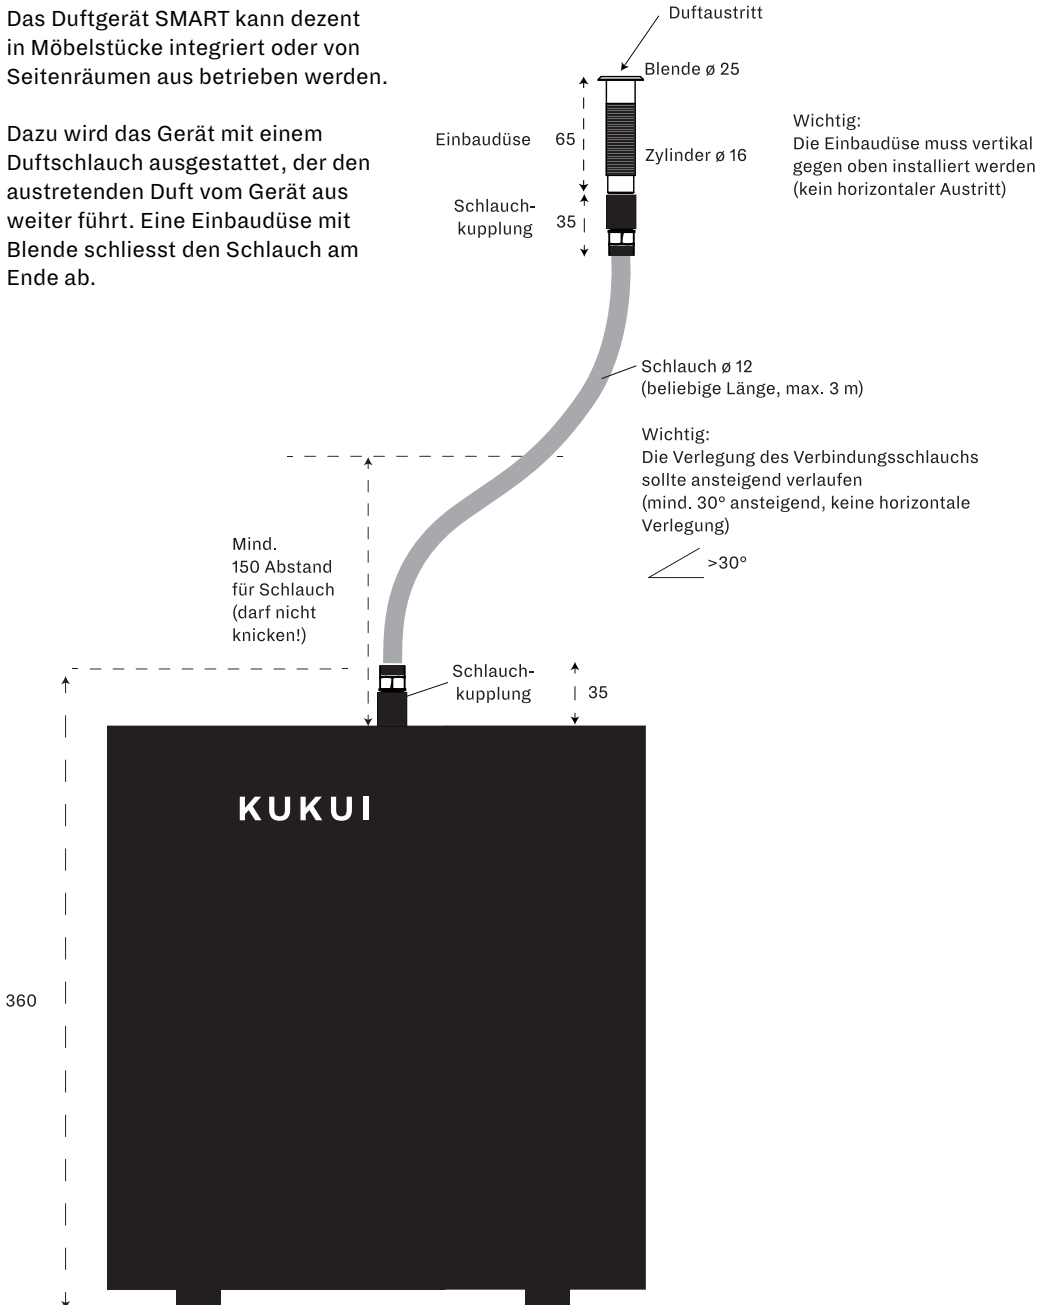 Das Duftgerät SMART kann dezent
in Möbelstücke integriert oder von
Seitenräumen aus betrieben werden.
Dazu wird das Gerät mit einem
Duftschlauch ausgestattet, der den
austretenden Duft vom Gerät aus
weiter führt. Eine Einbaudüse mit
Blende schliesst den Schlauch am
Ende ab.
Duftaustritt
Blende ø 25
Einbaudüse
65
Zylinder ø 16
Wichtig:
Die Einbaudüse muss vertikal
gegen oben installiert werden
(kein horizontaler Austritt)
Schlauch-
kupplung
35
Schlauch ø 12
(beliebige Länge, max. 3 m)
Wichtig:
Die Verlegung des Verbindungsschlauchs
sollte ansteigend verlaufen
(mind. 30° ansteigend, keine horizontale
Verlegung)
>30°
Mind.
150 Abstand
für Schlauch
(darf nicht
knicken!)
Schlauch-
kupplung
35
KUKUI
360